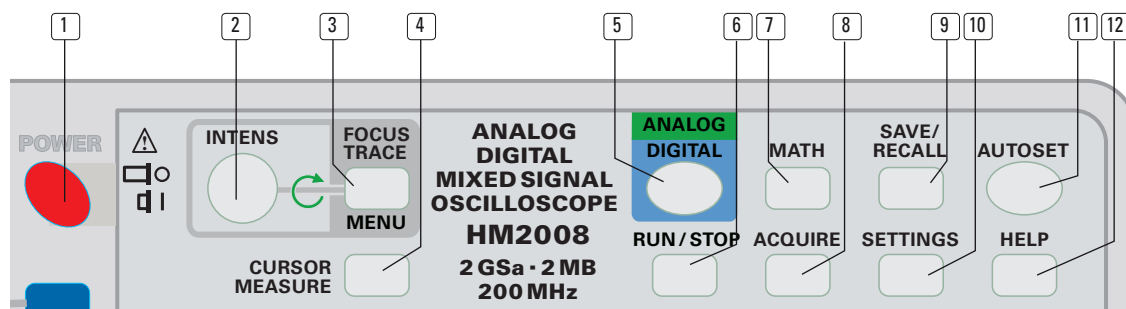 1 2 3 4 5 6 7 8 9 10 11 12
POWER
INTENS
FOCUS
TRACE
MENU
CURSOR
MEASURE
ANALOG
DIGITAL
MIXED SIGNAL
OSCILLOSCOPE
HM2008
2 GSa · 2 MB
200 MHz
ANALOG
DIGITAL
RUN / STOP
MATH
ACQUIRE
SAVE/
RECALL
SETTINGS
AUTOSET
HELP